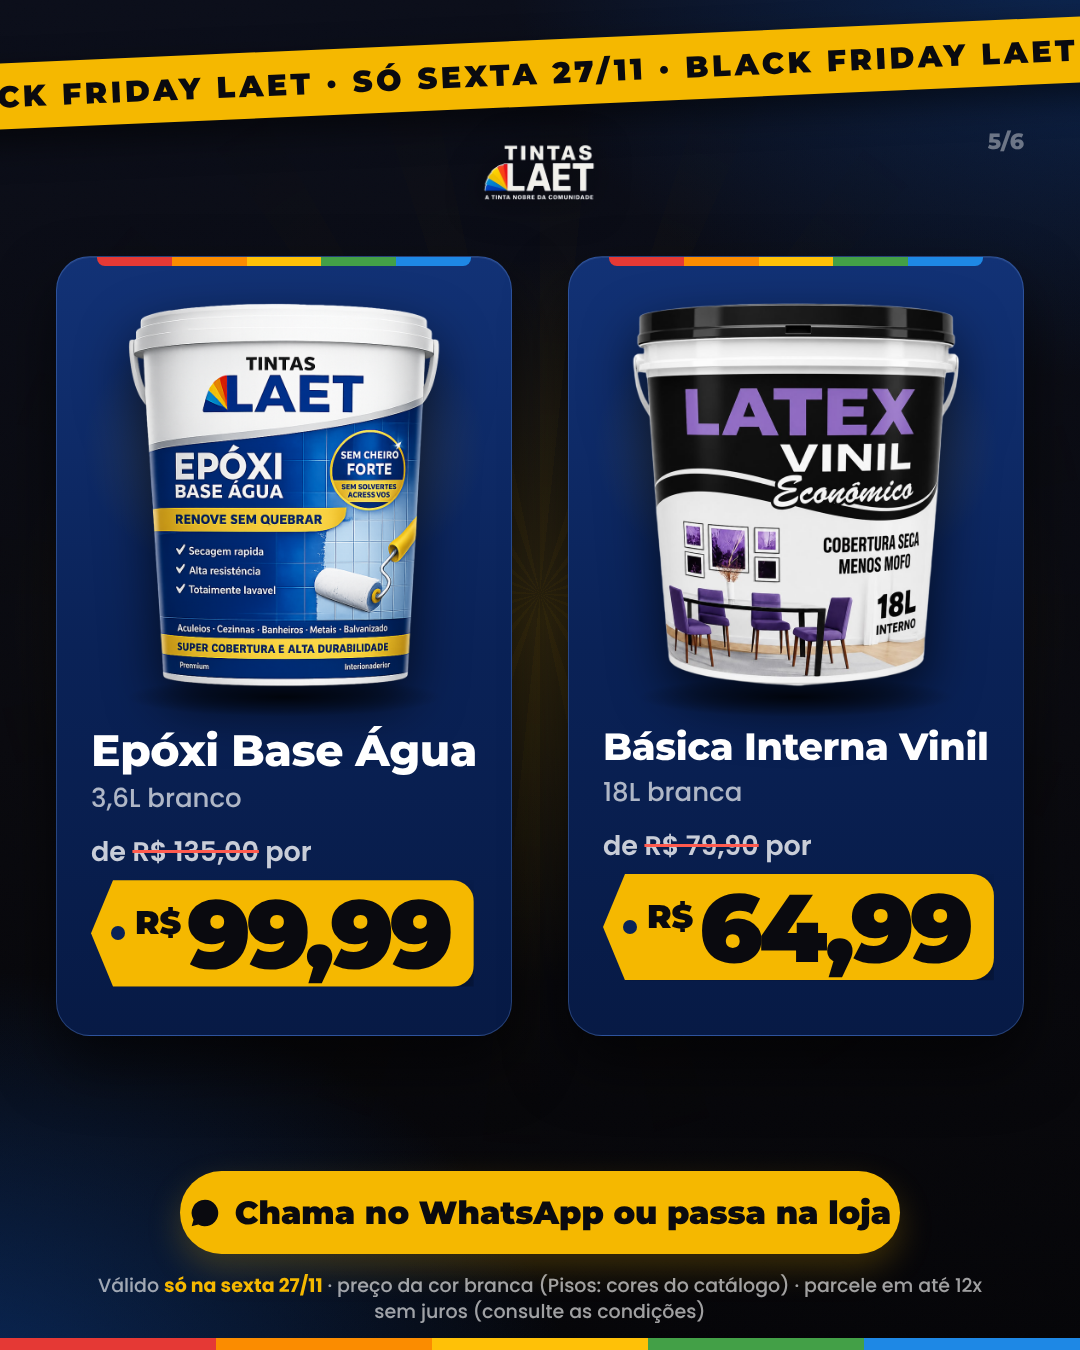 CK FRIDAY LAET · SÓ SEXTA 27/11 · BLACK FRIDAY LAET
5/6
TINTAS
LAET
A TINTA NOBRE DA COMUNIDADE
TINTAS
LAET
EPÓXI
BASE ÁGUA
SEM CHEIRO
FORTE
SEM SOLVERTES
ACRESS VOS
RENOVE SEM QUEBRAR
Secagem rapida
Alta resisténcia
Totaimente lavavel
Aculeios · Cezinnas · Banheiros · Metais · Balvanizado
SUPER COBERTURA E ALTA DURABILIDADE
Prenmium
Interionaderior
LATEX
VINIL
Econômico
COBERTURA SECA
MENOS MOFO
18L
INTERNO
Epóxi Base Água
3,6L branco
de R$ 135,00 por
R$ 99,99
Básica Interna Vinil
18L branca
de R$ 79,90 por
R$ 64,99
Chama no WhatsApp ou passa na loja
Válido só na sexta 27/11 · preço da cor branca (Pisos: cores do catálogo) · parcele em até 12x
sem juros (consulte as condições)